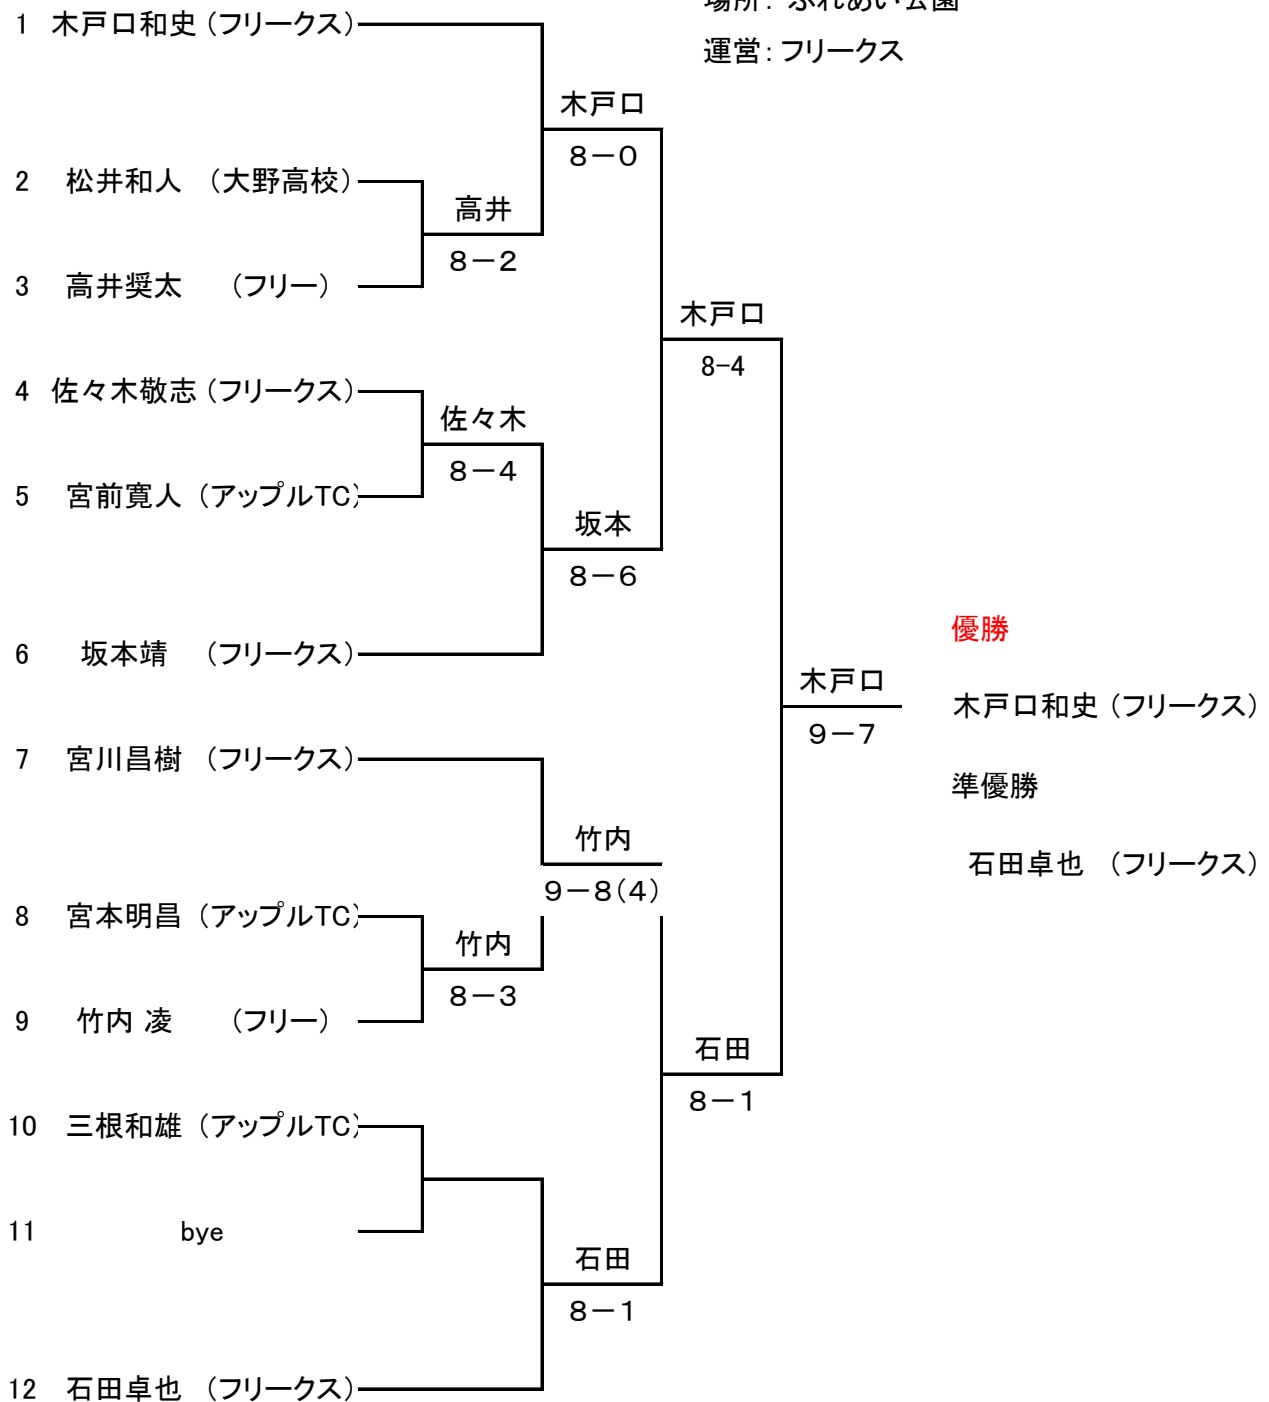 場所： ふれあい公園
運営：フリークス
1 木戸口和史（フリークス）
木戸口
8－0
2 松井和人 （大野高校）
高井
8－2
3 高井奨太 （フリー）
木戸口
8-4
4 佐々木敬志（フリークス）
佐々木
8－4
5 宮前寛人 （アップルTC）
坂本
8－6
6 坂本靖 （フリークス）
木戸口
9－7
優勝
木戸口和史（フリークス）
準優勝
石田卓也 （フリークス）
7 宮川昌樹 （フリークス）
竹内
9－8(4)
8 宮本明昌 （アップルTC）
竹内
8－3
9 竹内 凌 （フリー）
石田
8－1
10 三根和雄 （アップルTC）
11 bye
石田
8－1
12 石田卓也 （フリークス）